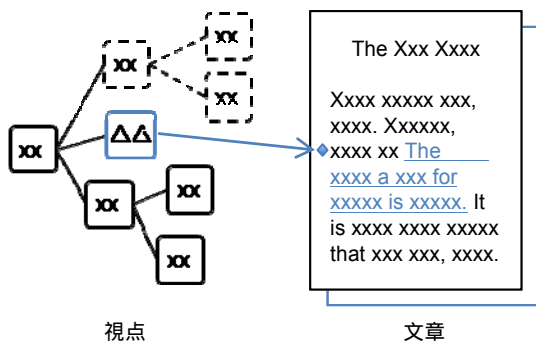 xx
xx
xx
ΔΔ
xx
xx
xx
xx
視点
The Xxx Xxxx
Xxxx xxxxx xxx,
xxxx. Xxxxxx,
xxxx xx The
xxxx a xxx for
xxxxx is xxxxx. It
is xxxx xxxx xxxxx
that xxx xxx, xxxx.
文章